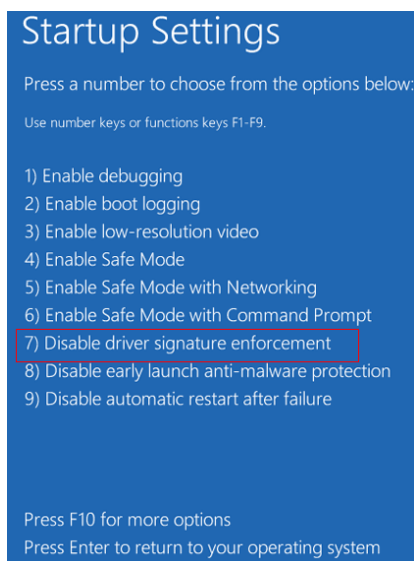 Startup Settings
Press a number to choose from the options below:
Use number keys or functions keys F1-F9.
1) Enable debugging
2) Enable boot logging
3) Enable low-resolution video
4) Enable Safe Mode
5) Enable Safe Mode with Networking
6) Enable Safe Mode with Command Prompt
7) Disable driver signature enforcement
8) Disable early launch anti-malware protection
9) Disable automatic restart after failure
Press F10 for more options
Press Enter to return to your operating system